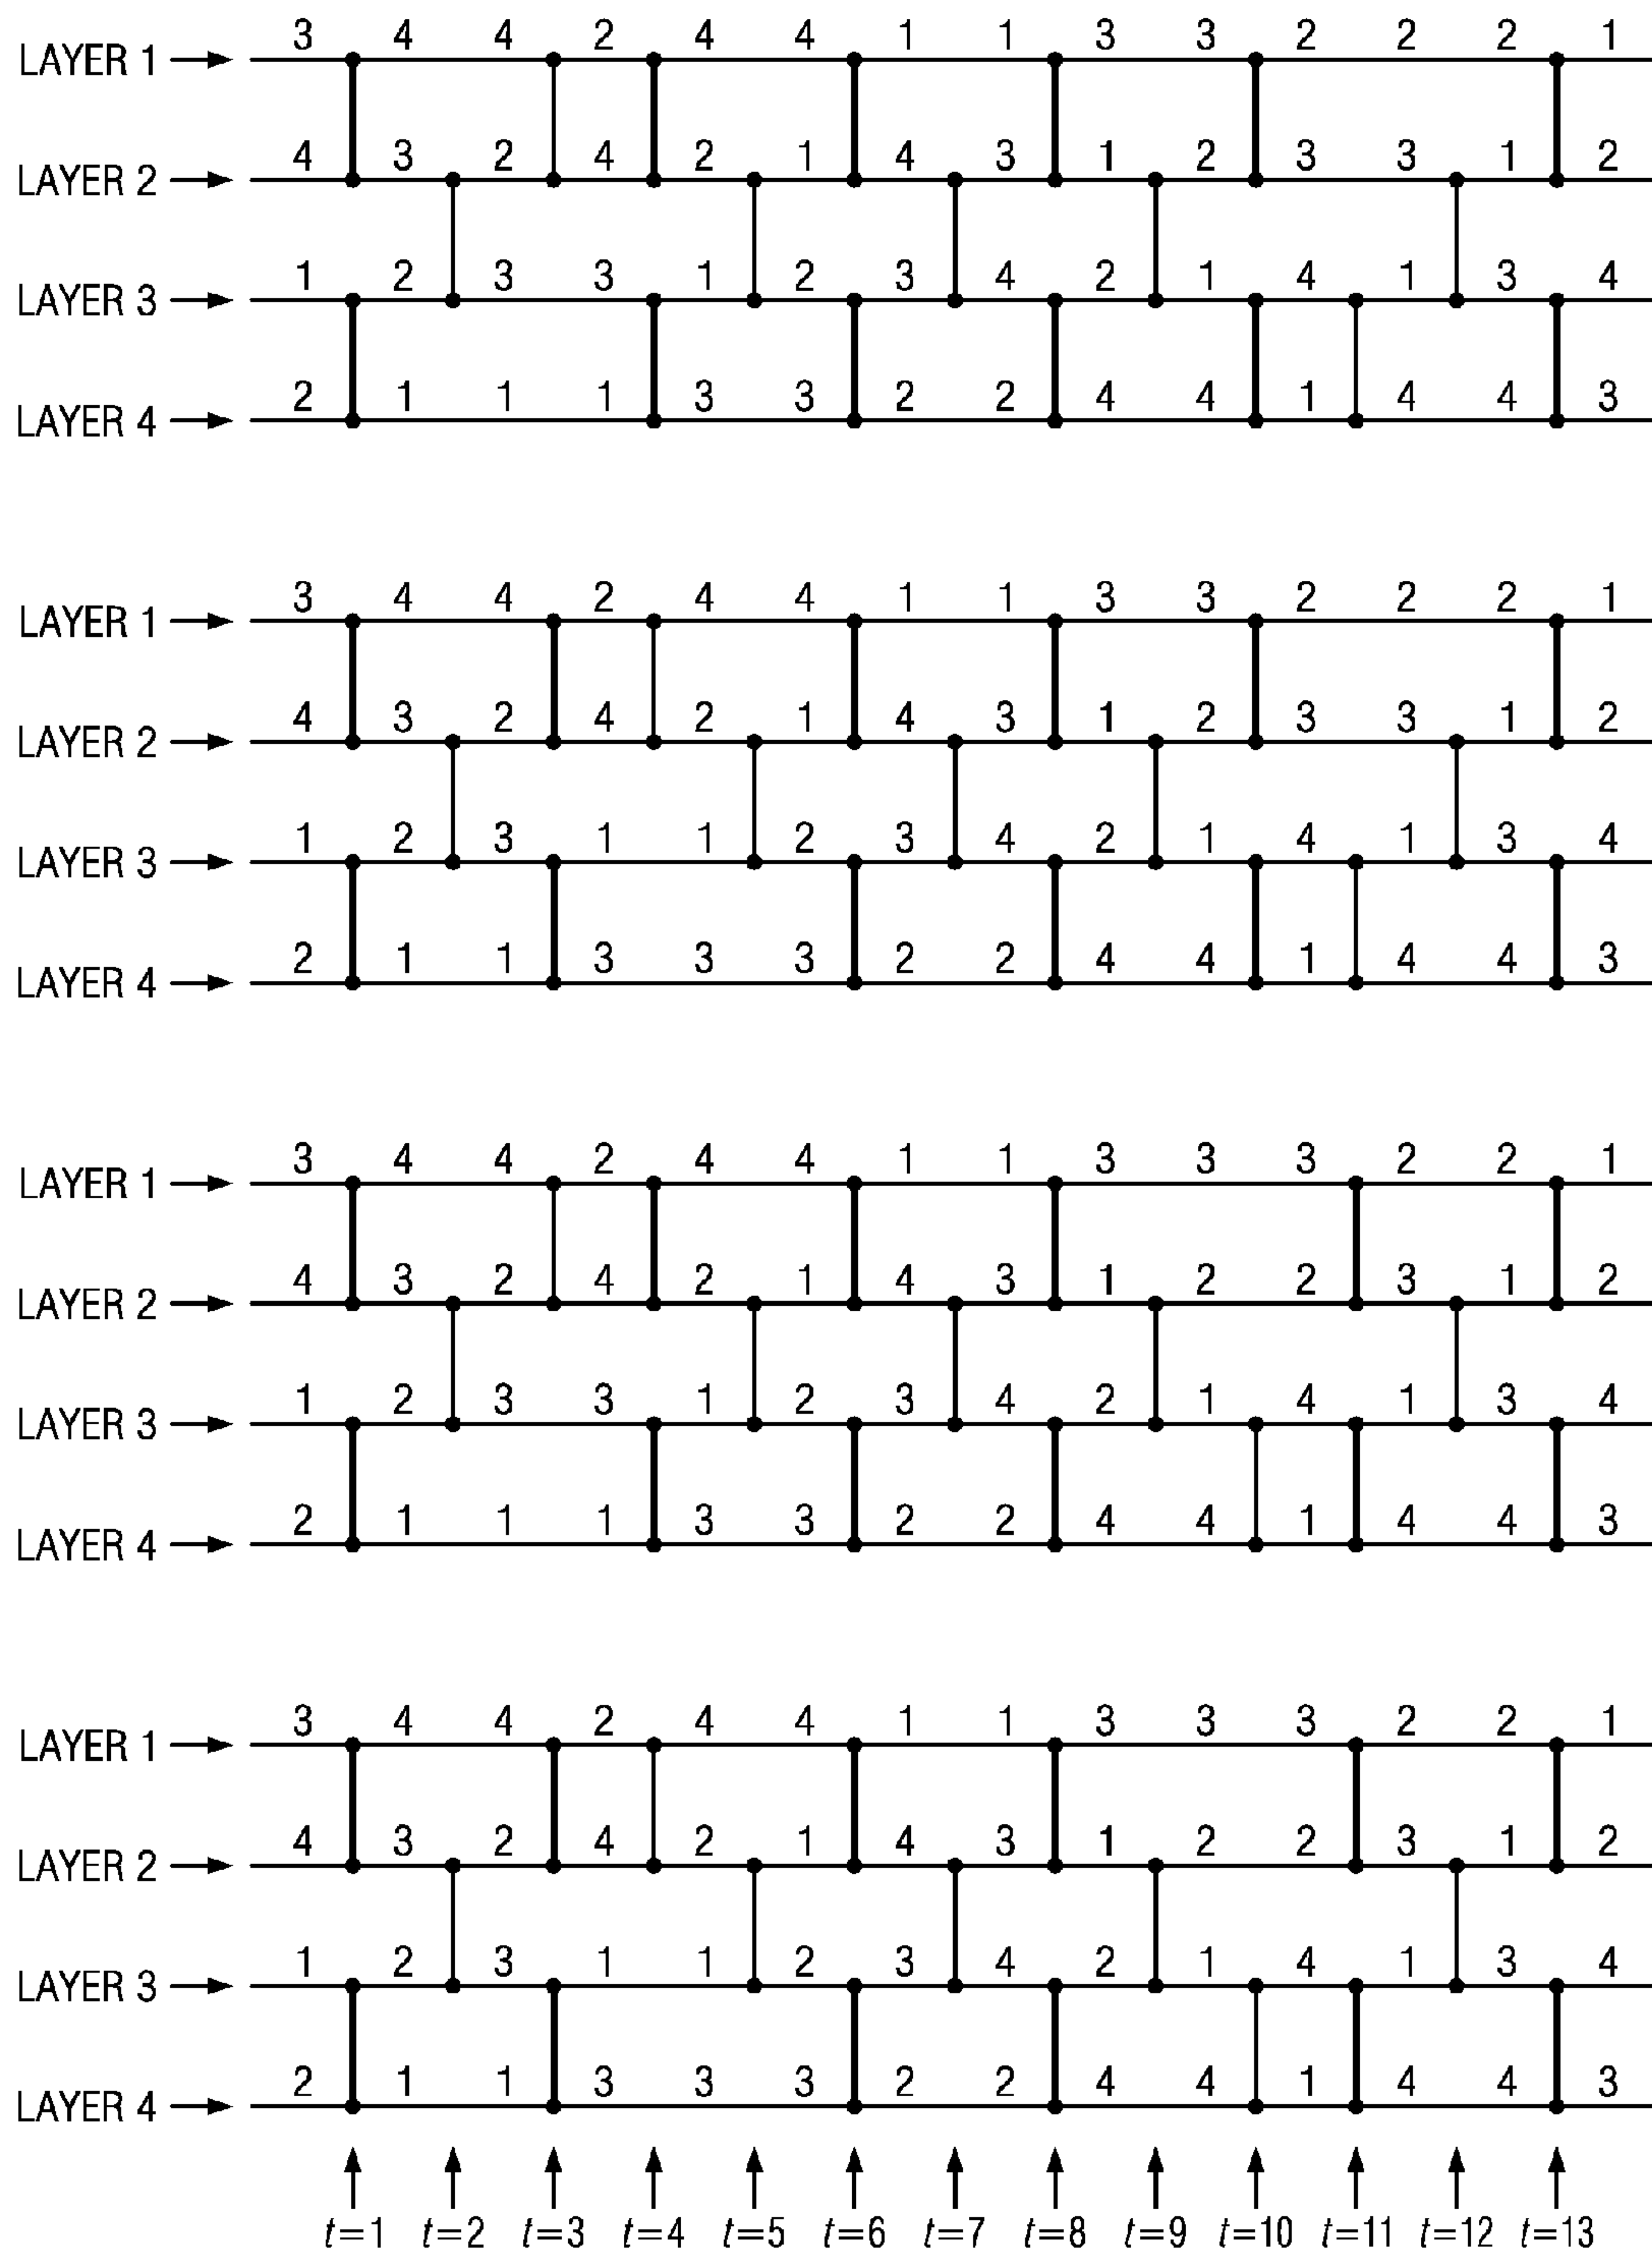 3 4 4 2 4 4 1 1 3 3 2 2 2 1
LAYER 1
4 3 2 4 2 1 4 3 1 2 3 3 1 2
LAYER 2
1 2 3 3 1 2 3 4 2 1 4 1 3 4
LAYER 3
2 1 1 1 3 3 2 2 4 4 1 4 4 3
LAYER 4
3 4 4 2 4 4 1 1 3 3 2 2 2 1
LAYER 1
4 3 2 4 2 1 4 3 1 2 3 3 1 2
LAYER 2
1 2 3 1 1 2 3 4 2 1 4 1 3 4
LAYER 3
2 1 1 3 3 3 2 2 4 4 1 4 4 3
LAYER 4
3 4 4 2 4 4 1 1 3 3 3 2 2 1
LAYER 1
4 3 2 4 2 1 4 3 1 2 2 3 1 2
LAYER 2
1 2 3 3 1 2 3 4 2 1 4 1 3 4
LAYER 3
2 1 1 1 3 3 2 2 4 4 1 4 4 3
LAYER 4
3 4 4 2 4 4 1 1 3 3 3 2 2 1
LAYER 1
4 3 2 4 2 1 4 3 1 2 2 3 1 2
LAYER 2
1 2 3 1 1 2 3 4 2 1 4 1 3 4
LAYER 3
2 1 1 3 3 3 2 2 4 4 1 4 4 3
LAYER 4
t=1 t=2 t=3 t=4 t=5 t=6 t=7 t=8 t=9 t=10 t=11 t=12 t=13